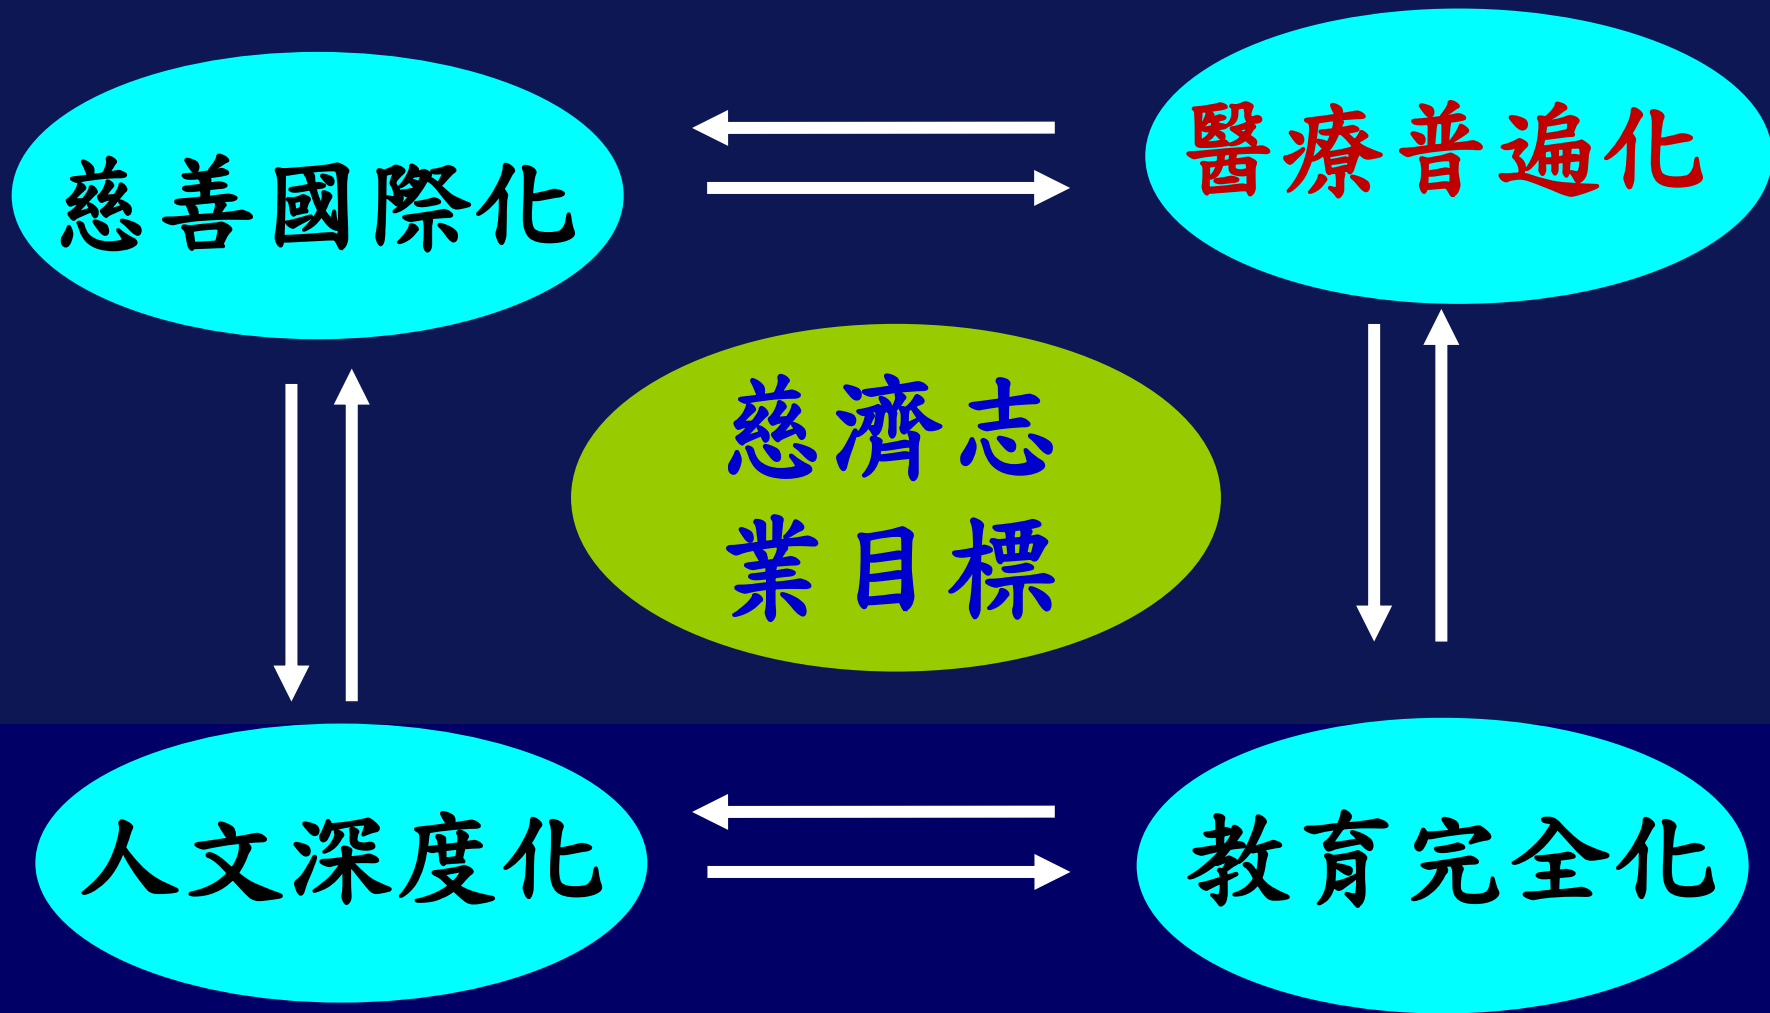 慈善國際化
醫療普遍化
慈濟志
業目標
人文深度化
教育完全化